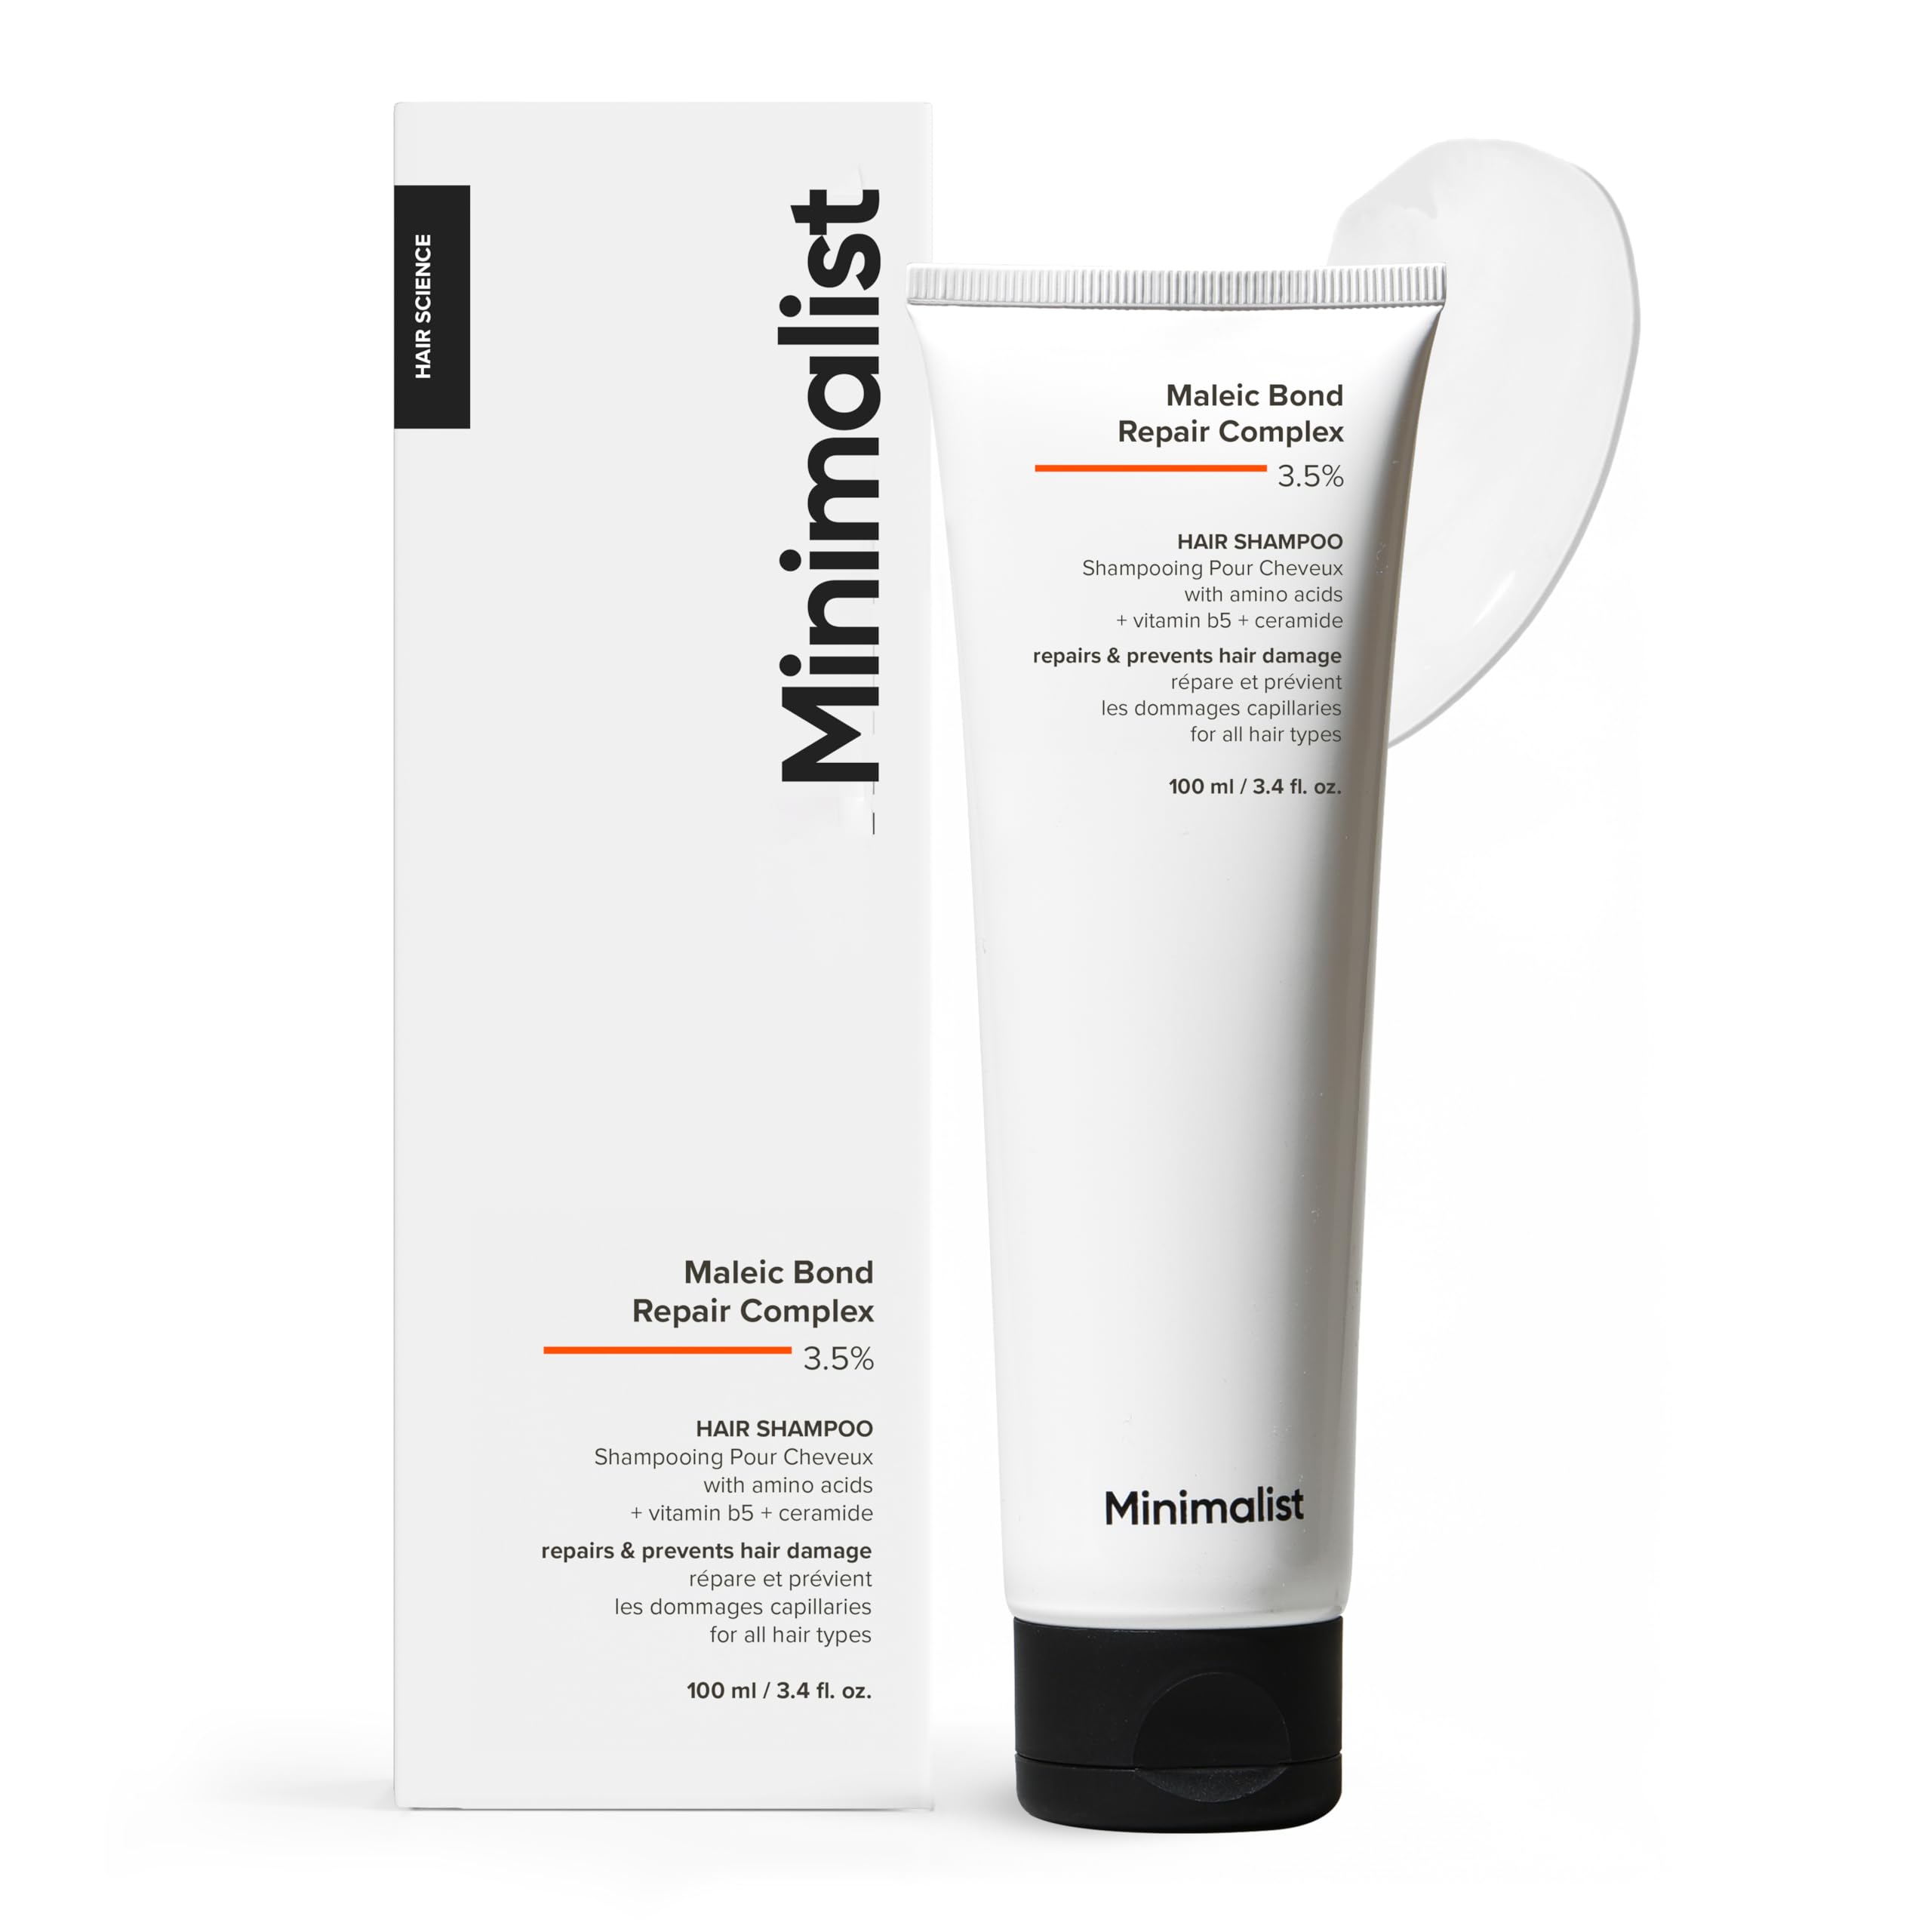 HAIR SCIENCE
Minimalist
Maleic Bond
Repair Complex
3.5%
HAIR SHAMPOO
Shampooing Pour Cheveux
with amino acids
+ vitamin b5 + ceramide
repairs & prevents hair damage
répare et prévient
les dommages capillaries
for all hair types
100 ml / 3.4 fl. oz.
Maleic Bond
Repair Complex
3.5%
HAIR SHAMPOO
Shampooing Pour Cheveux
with amino acids
+ vitamin b5 + ceramide
repairs & prevents hair damage
répare et prévient
les dommages capillaries
for all hair types
100 ml / 3.4 fl. oz.
Minimalist